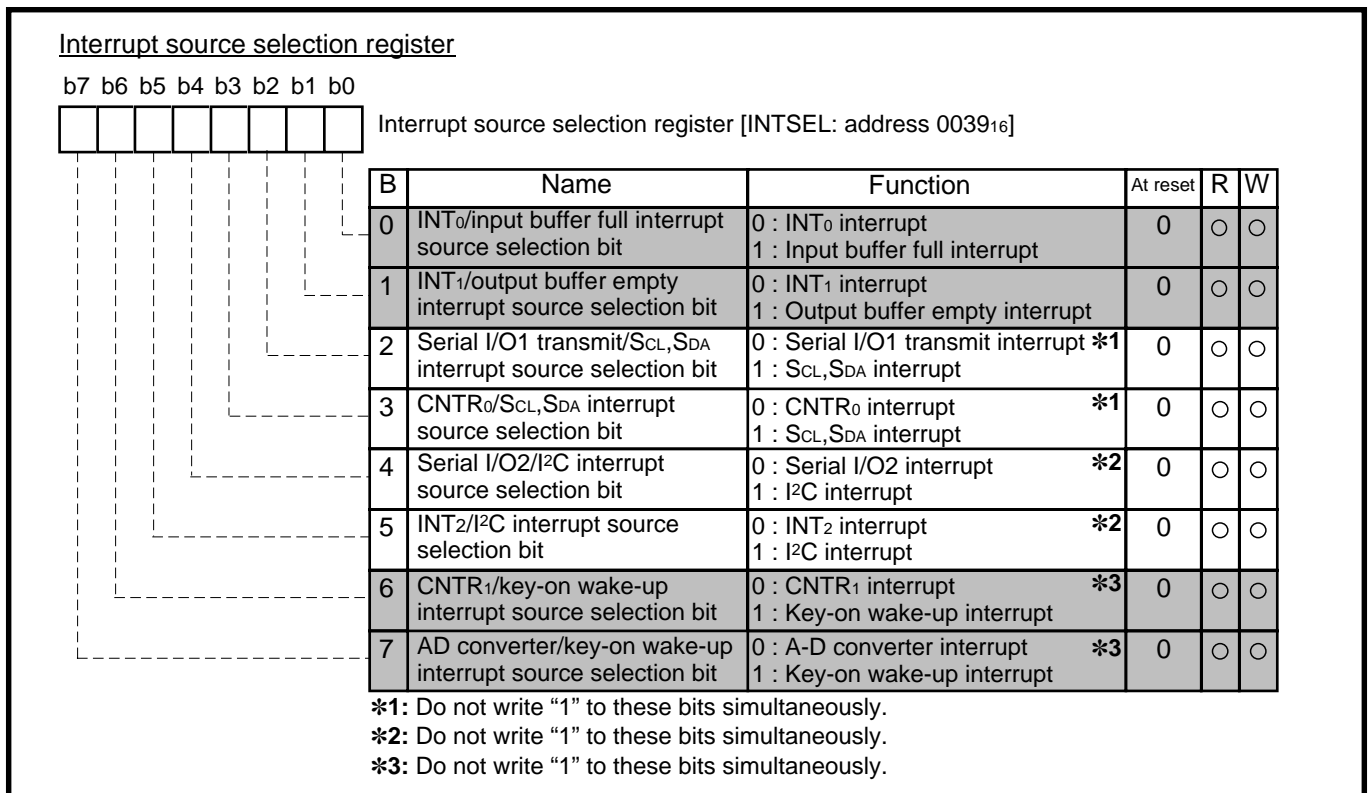 Interrupt source selection register
b7 b6 b5 b4 b3 b2 b1 b0
Interrupt source selection register [INTSEL: address 0039₁₆]
B Name Function At reset R W
0 INT₀/input buffer full interrupt source selection bit 0 : INT₀ interrupt 1 : Input buffer full interrupt 0 ○ ○
1 INT₁/output buffer empty interrupt source selection bit 0 : INT₁ interrupt 1 : Output buffer empty interrupt 0 ○ ○
2 Serial I/O1 transmit/SCL,SDA interrupt source selection bit 0 : Serial I/O1 transmit interrupt ✻1 1 : SCL,SDA interrupt 0 ○ ○
3 CNTR₀/SCL,SDA interrupt source selection bit 0 : CNTR₀ interrupt ✻1 1 : SCL,SDA interrupt 0 ○ ○
4 Serial I/O2/I²C interrupt source selection bit 0 : Serial I/O2 interrupt ✻2 1 : I²C interrupt 0 ○ ○
5 INT₂/I²C interrupt source selection bit 0 : INT₂ interrupt ✻2 1 : I²C interrupt 0 ○ ○
6 CNTR₁/key-on wake-up interrupt source selection bit 0 : CNTR₁ interrupt ✻3 1 : Key-on wake-up interrupt 0 ○ ○
7 AD converter/key-on wake-up interrupt source selection bit 0 : A-D converter interrupt ✻3 1 : Key-on wake-up interrupt 0 ○ ○
✻1: Do not write “1” to these bits simultaneously.
✻2: Do not write “1” to these bits simultaneously.
✻3: Do not write “1” to these bits simultaneously.